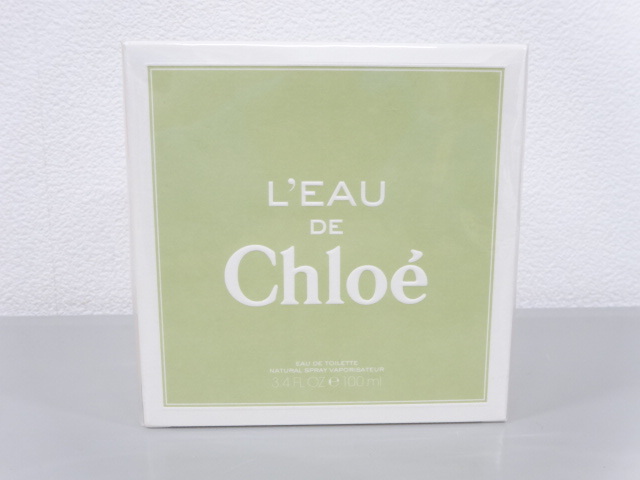 L'EAU
DE
Chloé
EAU DE TOILETTE
NATURAL SPRAY VAPORISATEUR
3.4 FL OZ ℮ 100 ml